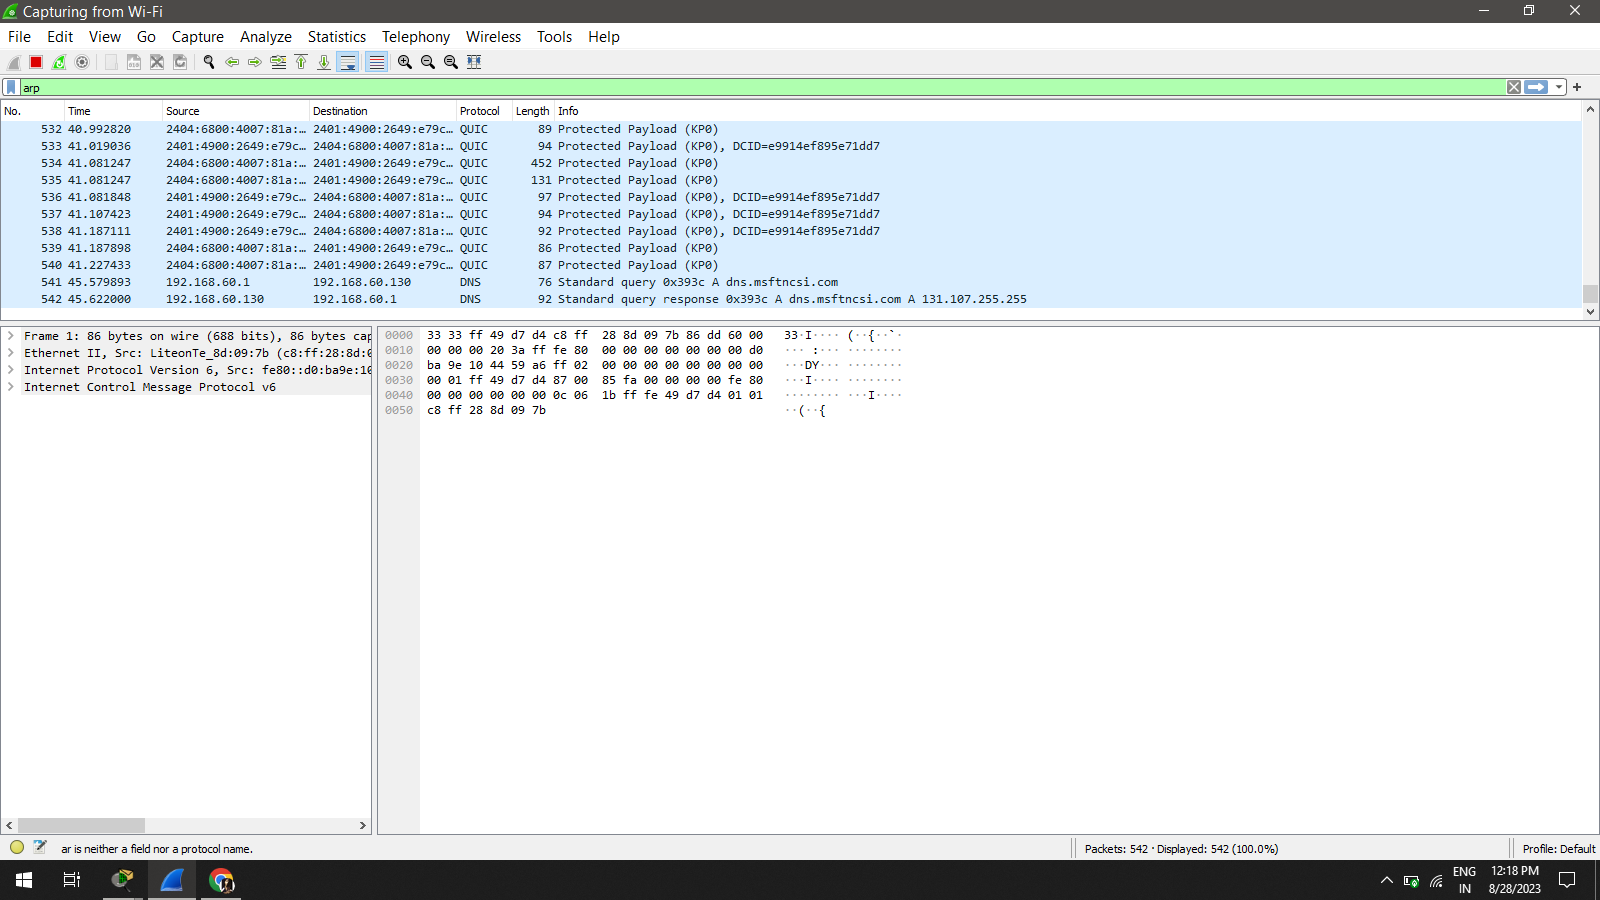 Capturing from Wi-Fi
File Edit View Go Capture Analyze Statistics Telephony Wireless Tools Help
arp
No. Time Source Destination Protocol Length Info
532 40.992820 2404:6800:4007:81a:… 2401:4900:2649:e79c… QUIC 89 Protected Payload (KP0)
533 41.019036 2401:4900:2649:e79c… 2404:6800:4007:81a:… QUIC 94 Protected Payload (KP0), DCID=e9914ef895e71dd7
534 41.081247 2404:6800:4007:81a:… 2401:4900:2649:e79c… QUIC 452 Protected Payload (KP0)
535 41.081247 2404:6800:4007:81a:… 2401:4900:2649:e79c… QUIC 131 Protected Payload (KP0)
536 41.081848 2401:4900:2649:e79c… 2404:6800:4007:81a:… QUIC 97 Protected Payload (KP0), DCID=e9914ef895e71dd7
537 41.107423 2401:4900:2649:e79c… 2404:6800:4007:81a:… QUIC 94 Protected Payload (KP0), DCID=e9914ef895e71dd7
538 41.187111 2401:4900:2649:e79c… 2404:6800:4007:81a:… QUIC 92 Protected Payload (KP0), DCID=e9914ef895e71dd7
539 41.187898 2404:6800:4007:81a:… 2401:4900:2649:e79c… QUIC 86 Protected Payload (KP0)
540 41.227433 2404:6800:4007:81a:… 2401:4900:2649:e79c… QUIC 87 Protected Payload (KP0)
541 45.579893 192.168.60.1 192.168.60.130 DNS 76 Standard query 0x393c A dns.msftncsi.com
542 45.622000 192.168.60.130 192.168.60.1 DNS 92 Standard query response 0x393c A dns.msftncsi.com A 131.107.255.255
Frame 1: 86 bytes on wire (688 bits), 86 bytes cap
Ethernet II, Src: LiteonTe_8d:09:7b (c8:ff:28:8d:0
Internet Protocol Version 6, Src: fe80::d0:ba9e:10
Internet Control Message Protocol v6
0000 33 33 ff 49 d7 d4 c8 ff 28 8d 09 7b 86 dd 60 00 33·I···· (··{··`·
0010 00 00 00 20 3a ff fe 80 00 00 00 00 00 00 00 d0 ··· :··· ········
0020 ba 9e 10 44 59 a6 ff 02 00 00 00 00 00 00 00 00 ···DY··· ········
0030 00 01 ff 49 d7 d4 87 00 85 fa 00 00 00 00 fe 80 ···I···· ········
0040 00 00 00 00 00 00 0c 06 1b ff fe 49 d7 d4 01 01 ········ ···I····
0050 c8 ff 28 8d 09 7b ··(··{
ar is neither a field nor a protocol name.
Packets: 542 · Displayed: 542 (100.0%)
Profile: Default
ENG
IN
12:18 PM
8/28/2023